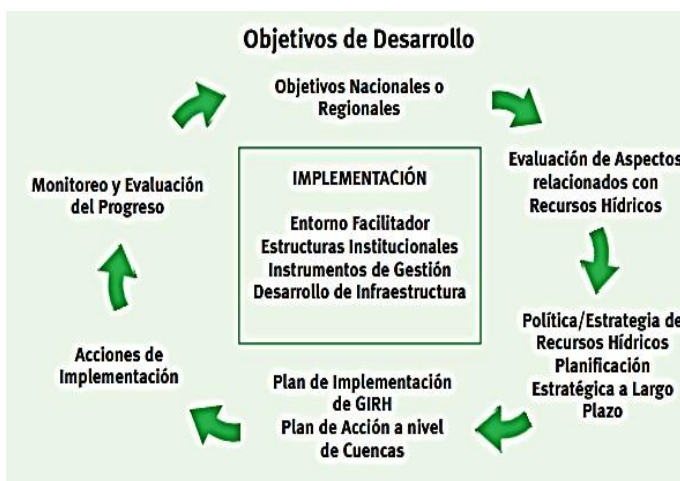 Objetivos de Desarrollo
Objetivos Nacionales o
Regionales
Evaluación de Aspectos
relacionados con
Recursos Hídricos
Política/Estrategia de
Recursos Hídricos
Planificación
Estratégica a Largo
Plazo
Plan de Implementación
de GIRH
Plan de Acción a nivel
de Cuencas
Acciones de
Implementación
Monitoreo y Evaluación
del Progreso
IMPLEMENTACIÓN
Entorno Facilitador
Estructuras Institucionales
Instrumentos de Gestión
Desarrollo de Infraestructura